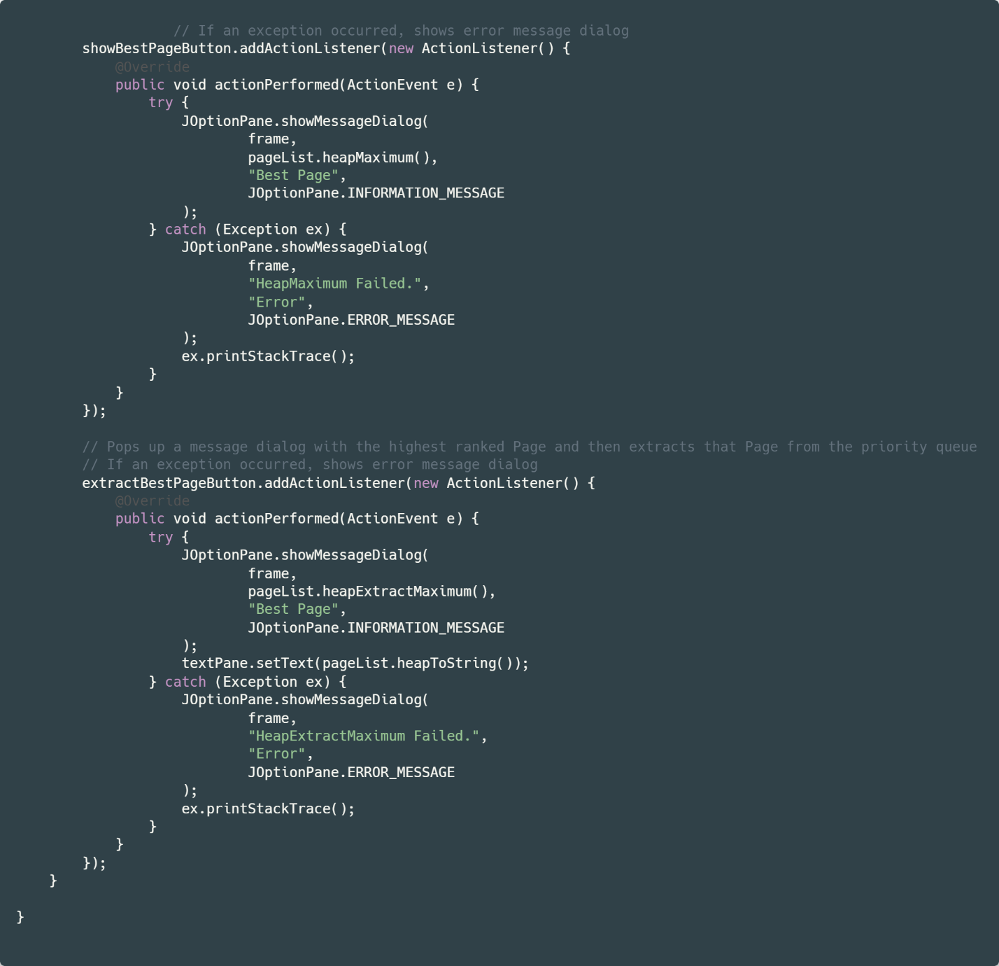 // If an exception occurred, shows error message dialog
showBestPageButton.addActionListener(new ActionListener() {
@Override
public void actionPerformed(ActionEvent e) {
try {
JOptionPane.showMessageDialog(
frame,
pageList.heapMaximum(),
"Best Page",
JOptionPane.INFORMATION_MESSAGE
);
} catch (Exception ex) {
JOptionPane.showMessageDialog(
frame,
"HeapMaximum Failed.",
"Error",
JOptionPane.ERROR_MESSAGE
);
ex.printStackTrace();
}
}
});
// Pops up a message dialog with the highest ranked Page and then extracts that Page from the priority queue
// If an exception occurred, shows error message dialog
extractBestPageButton.addActionListener(new ActionListener() {
@Override
public void actionPerformed(ActionEvent e) {
try {
JOptionPane.showMessageDialog(
frame,
pageList.heapExtractMaximum(),
"Best Page",
JOptionPane.INFORMATION_MESSAGE
);
textPane.setText(pageList.heapToString());
} catch (Exception ex) {
JOptionPane.showMessageDialog(
frame,
"HeapExtractMaximum Failed.",
"Error",
JOptionPane.ERROR_MESSAGE
);
ex.printStackTrace();
}
}
});
}
}